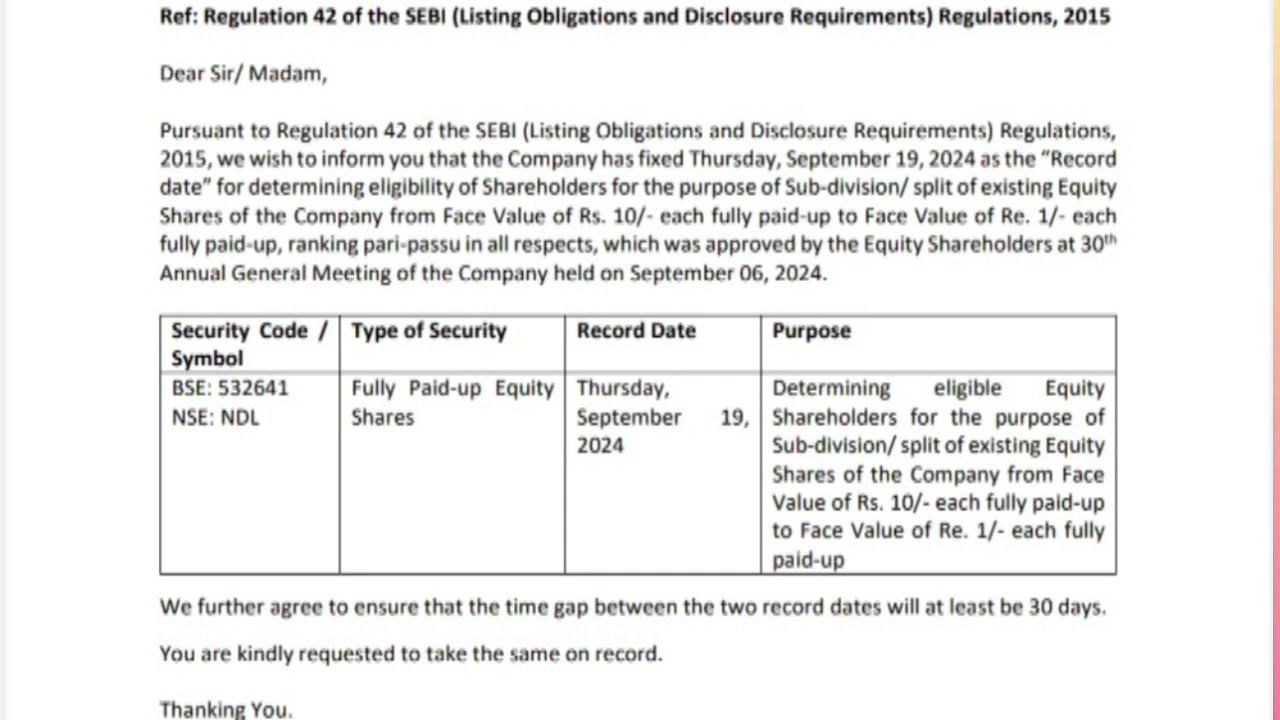 Ref: Regulation 42 of the SEBI (Listing Obligations and Disclosure Requirements) Regulations, 2015
Dear Sir/ Madam,
Pursuant to Regulation 42 of the SEBI (Listing Obligations and Disclosure Requirements) Regulations,
2015, we wish to inform you that the Company has fixed Thursday, September 19, 2024 as the “Record
date” for determining eligibility of Shareholders for the purpose of Sub-division/ split of existing Equity
Shares of the Company from Face Value of Rs. 10/- each fully paid-up to Face Value of Re. 1/- each
fully paid-up, ranking pari-passu in all respects, which was approved by the Equity Shareholders at 30th
Annual General Meeting of the Company held on September 06, 2024.
Security Code /
Symbol
Type of Security
Record Date
Purpose
BSE: 532641
NSE: NDL
Fully Paid-up Equity
Shares
Thursday,
September 19,
2024
Determining eligible Equity
Shareholders for the purpose of
Sub-division/ split of existing Equity
Shares of the Company from Face
Value of Rs. 10/- each fully paid-up
to Face Value of Re. 1/- each fully
paid-up
We further agree to ensure that the time gap between the two record dates will at least be 30 days.
You are kindly requested to take the same on record.
Thanking You.